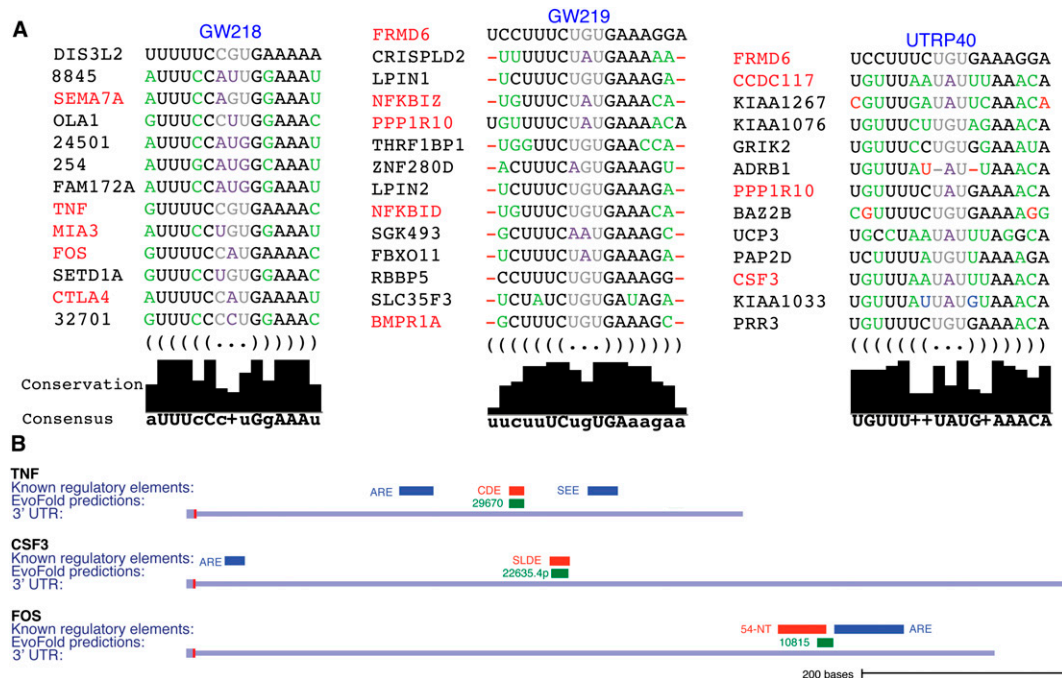 A
GW218
DIS3L2 UUUUUCCGUGAAAAA
8845 AUUUCCAUUGGAAAU
SEMA7A AUUUCCAGUGGAAAU
OLA1 GUUUCCCUUGGAAAC
24501 AUUUCCAUGGGAAAU
254 AUUUGCAUGGCAAAU
FAM172A AUUUCCAUGGGAAAU
TNF GUUUUCCGUGAAAAC
MIA3 GUUUCCUGUGGAAAU
FOS GUUUUCCAUGAAAAC
SETD1A AUUUCCUGUGGAAAC
CTLA4 AUUUUCCAUGAAAAU
32701 GUUUCCCCUGGAAAC
((((((...))))))
Conservation
Consensus aUUUcCc+uGgAAAu
GW219
FRMD6 UCCUUUCUGUGAAAGGA
CRISPLD2 -UUUUUCUAUGAAAAA-
LPIN1 -UCUUUCUGUGAAAGA-
NFKBIZ -UGUUUCUAUGAAACA-
PPP1R10 UGUUUUCUAUGAAAACA
THRF1BP1 -UGGUUCUGUGAACCA-
ZNF280D -ACUUUCAGUGAAAGU-
LPIN2 -UCUUUCUGUGAAAGA-
NFKBID -UGUUUCUGUGAAACA-
SGK493 -GCUUUCAAUGAAAGC-
FBXO11 -UCUUUCUAUGAAAGA-
RBBP5 -CCUUUCUGUGAAAGG-
SLC35F3 -UCUAUCUGUGAUAGA-
BMPR1A -GCUUUCUGUGAAAGC-
(((((((...)))))))
uucuuUCugUGAaagaa
UTRP40
FRMD6 UCCUUUCUGUGAAAGGA
CCDC117 UGUUUAAUAUUUAAACA
KIAA1267 CGUUUGAUAUUCAAACA
KIAA1076 UGUUUCUUGUAGAAACA
GRIK2 UGUUUCCUGUGGAAAUA
ADRB1 UGUUUAU-AU-UAAACA
PPP1R10 UGUUUUCUAUGAAAACA
BAZ2B CGUUUUCUGUGAAAAGG
UCP3 UGCCUAAUAUUUAGGCA
PAP2D UCUUUUAUGUUAAAAGA
CSF3 UGUUUAAUAUUUAAACA
KIAA1033 UGUUUAUUAUGUAAACA
PRR3 UGUUUUCUGUGAAAACA
(((((((...)))))))
UGUUU++UAUG+AAACA
B
TNF
Known regulatory elements: ARE CDE SEE
EvoFold predictions: 29670
3' UTR:
CSF3
Known regulatory elements: ARE SLDE
EvoFold predictions: 22635.4p
3' UTR:
FOS
Known regulatory elements: 54-NT ARE
EvoFold predictions: 10815
3' UTR:
200 bases